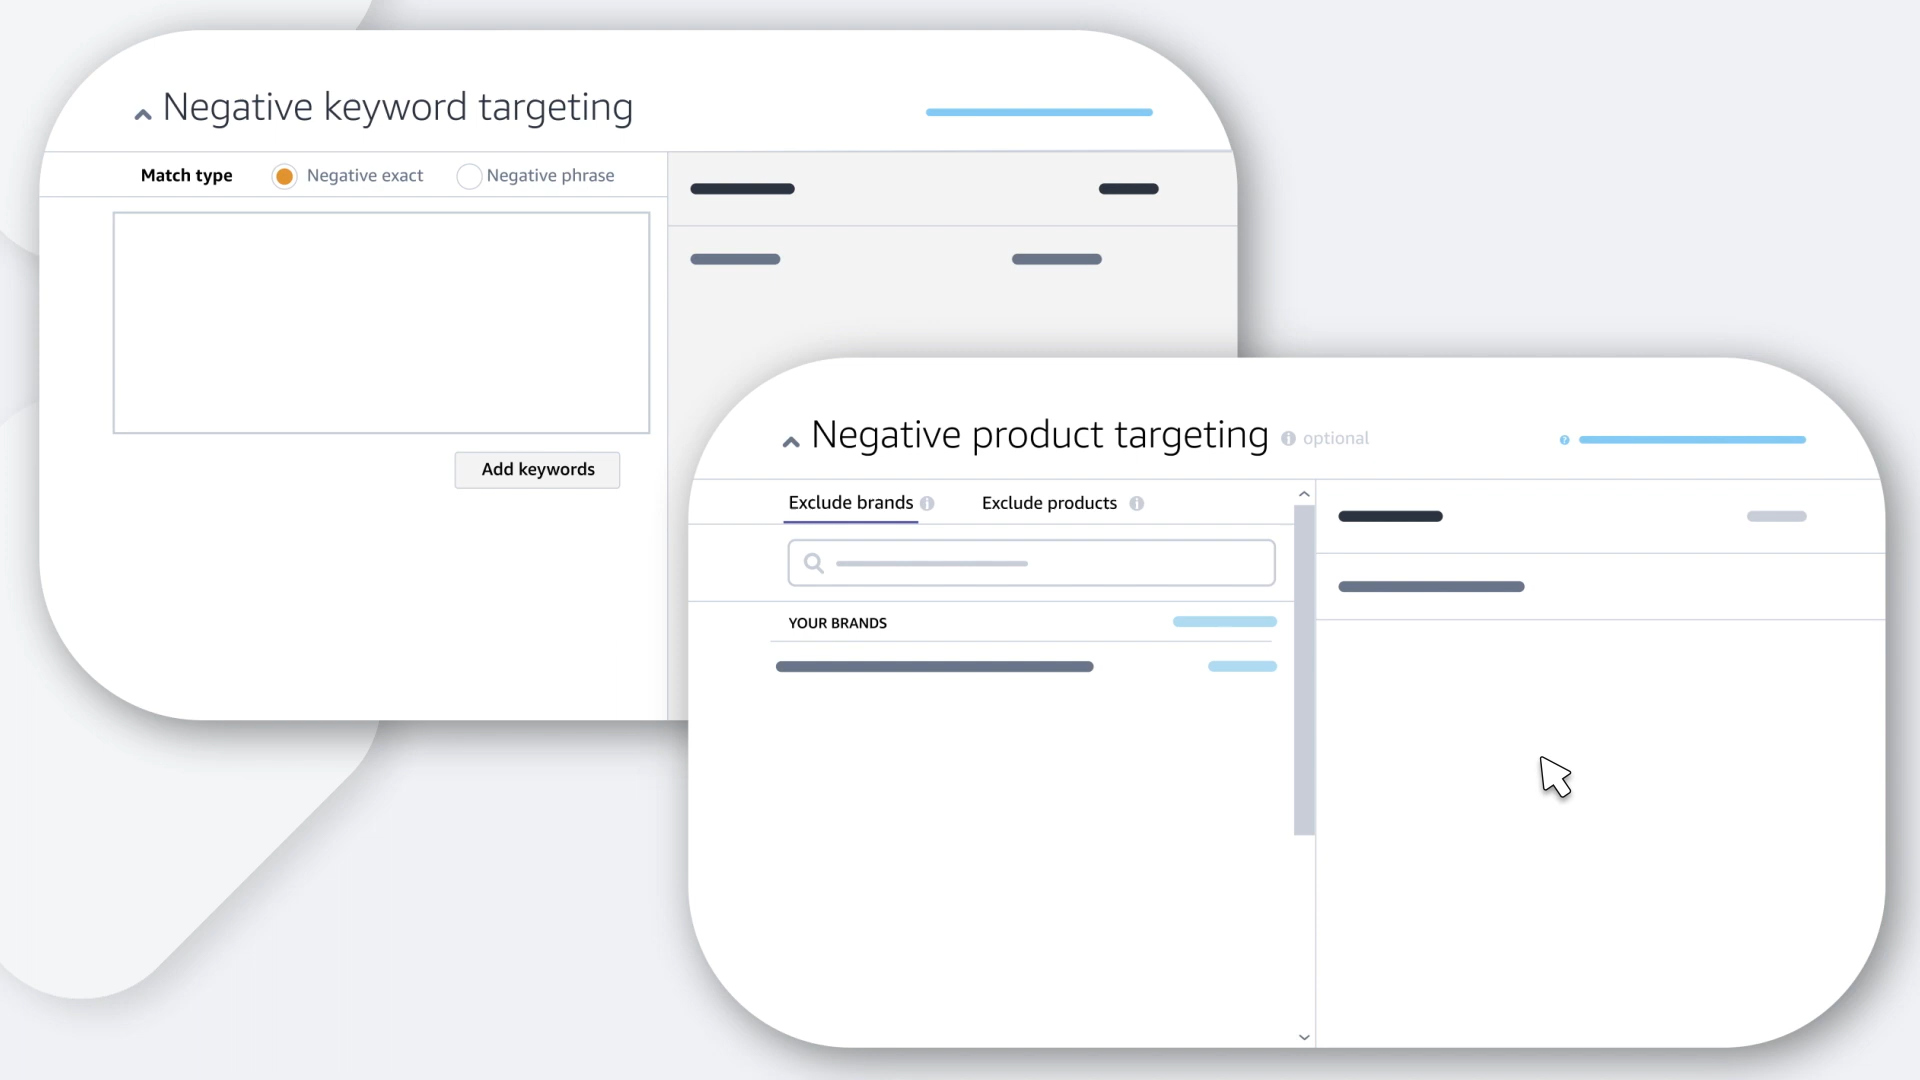 Negative keyword targeting
Match type Negative exact Negative phrase
Add keywords
Negative product targeting optional
Exclude brands Exclude products
YOUR BRANDS